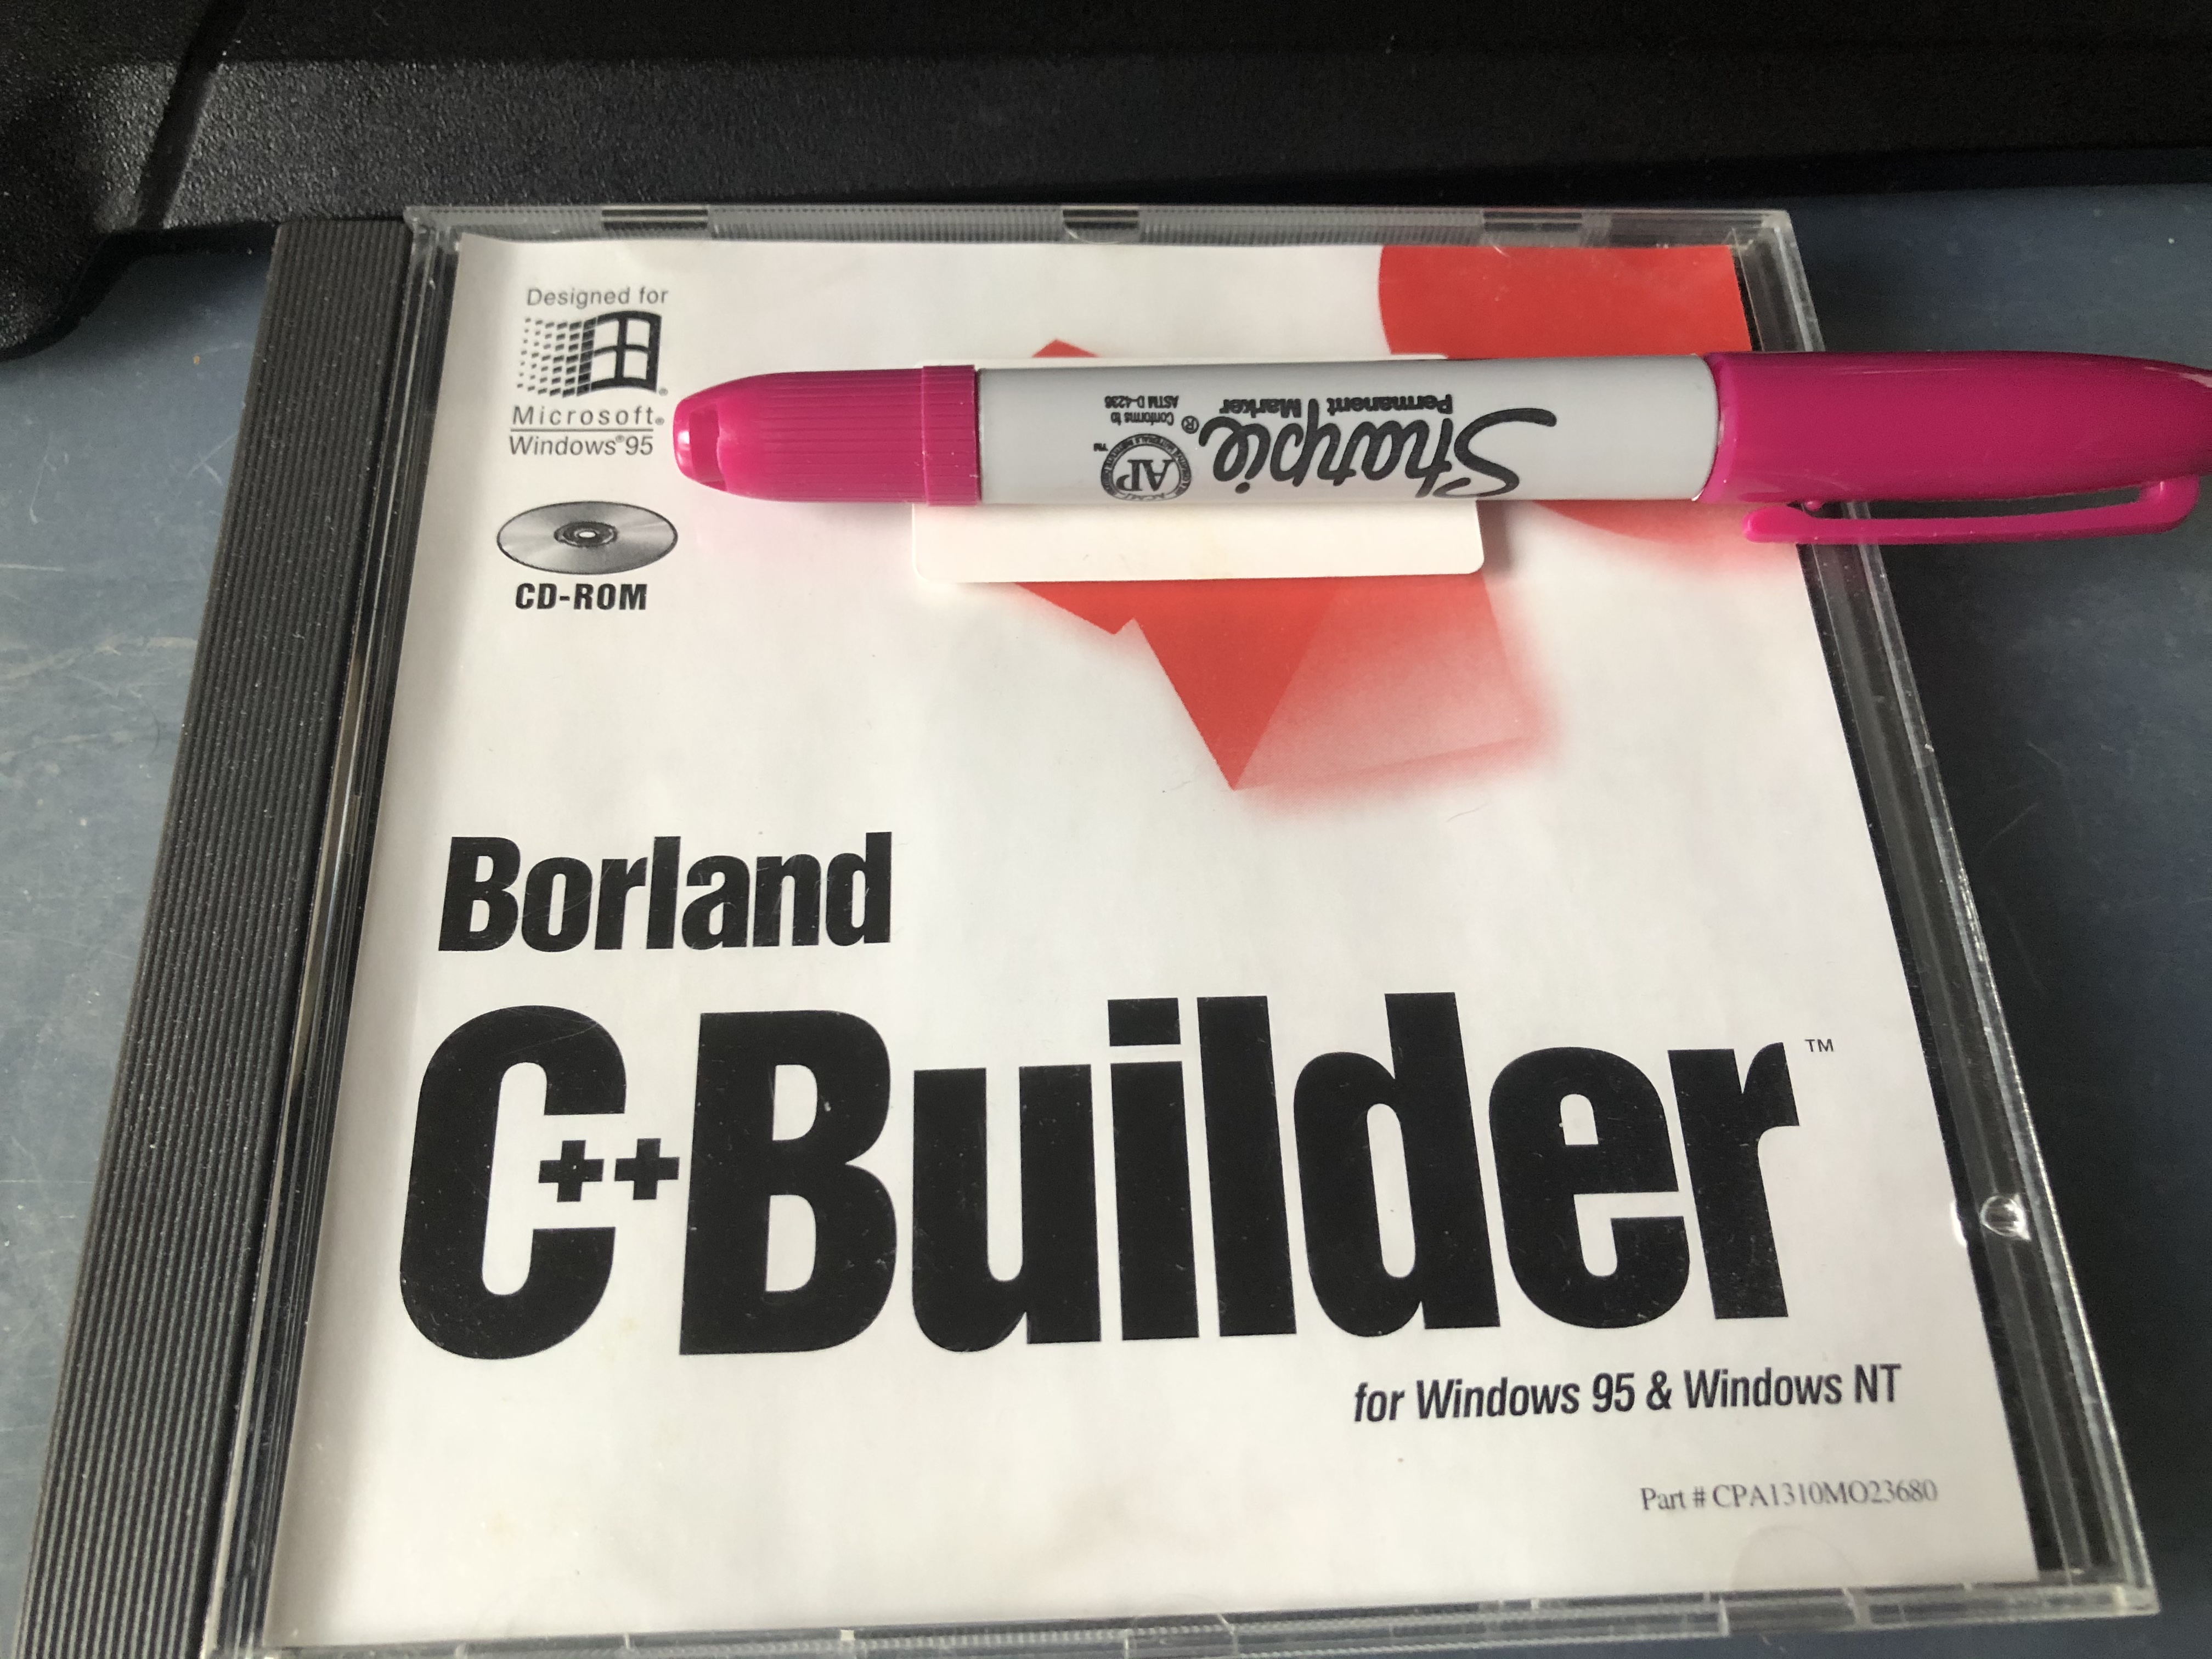 Designed for
Microsoft®
Windows®95
CD-ROM
Sharpie®
Permanent Marker
Conforms to
ASTM D-4236
AP
TM
Borland
C++Builder™
for Windows 95 & Windows NT
Part # CPA1310MO23680